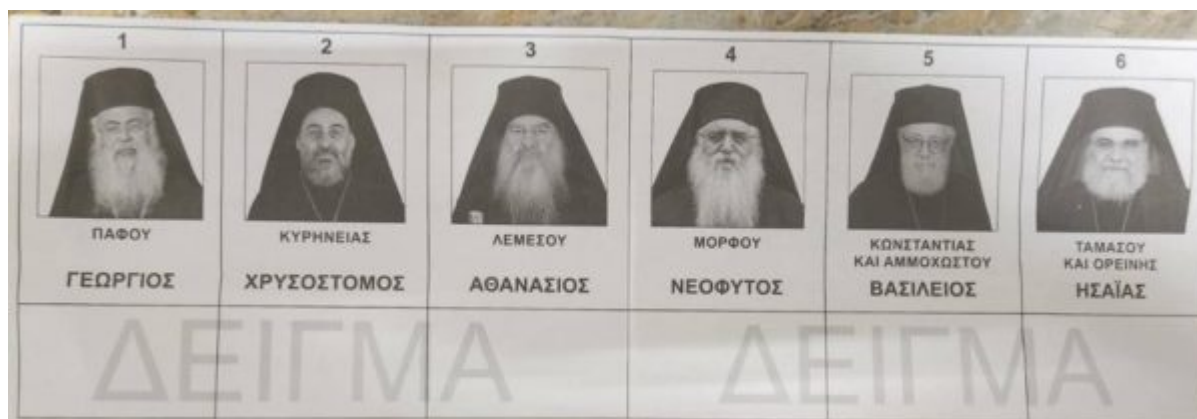 1
ΠΑΦΟΥ
ΓΕΩΡΓΙΟΣ
2
ΚΥΡΗΝΕΙΑΣ
ΧΡΥΣΟΣΤΟΜΟΣ
3
ΛΕΜΕΣΟΥ
ΑΘΑΝΑΣΙΟΣ
4
ΜΟΡΦΟΥ
ΝΕΟΦΥΤΟΣ
5
ΚΩΝΣΤΑΝΤΙΑΣ
ΚΑΙ ΑΜΜΟΧΩΣΤΟΥ
ΒΑΣΙΛΕΙΟΣ
6
ΤΑΜΑΣΟΥ
ΚΑΙ ΟΡΕΙΝΗΣ
ΗΣΑΪΑΣ
ΔΕΙΓΜΑ
ΔΕΙΓΜΑ